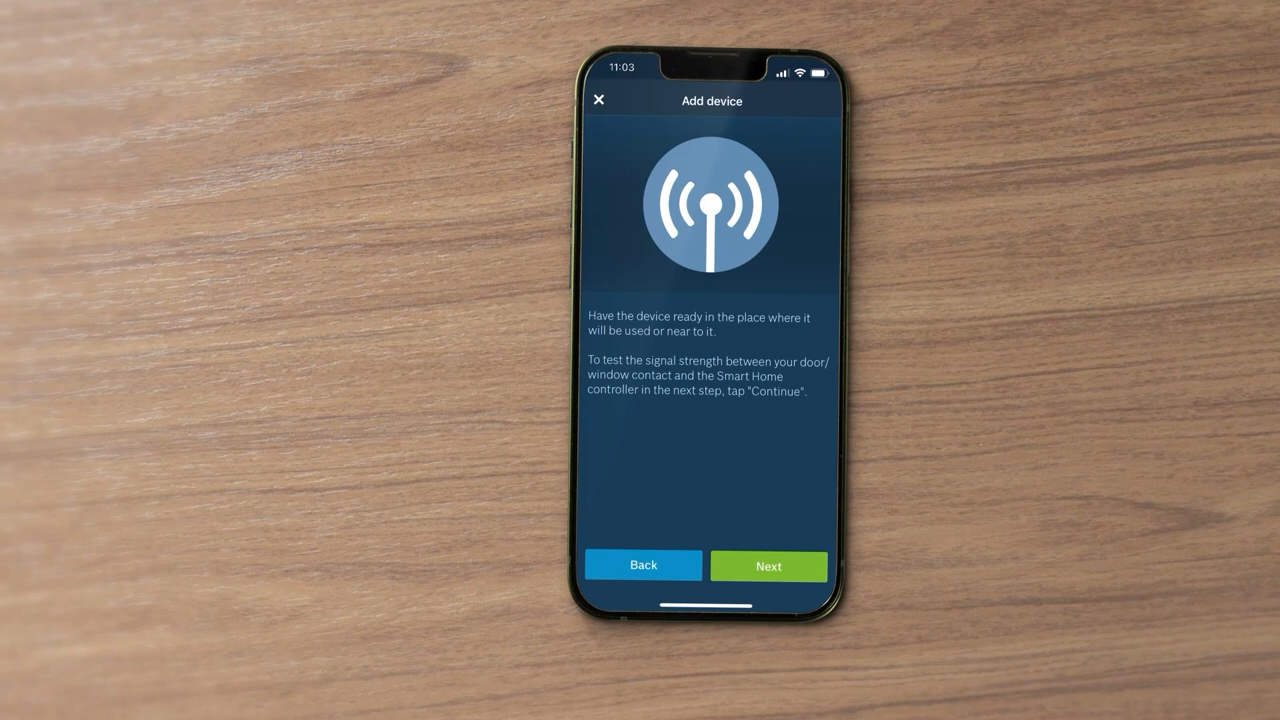 11:03
Add device
Have the device ready in the place where it
will be used or near to it.
To test the signal strength between your door/
window contact and the Smart Home
controller in the next step, tap "Continue".
Back
Next